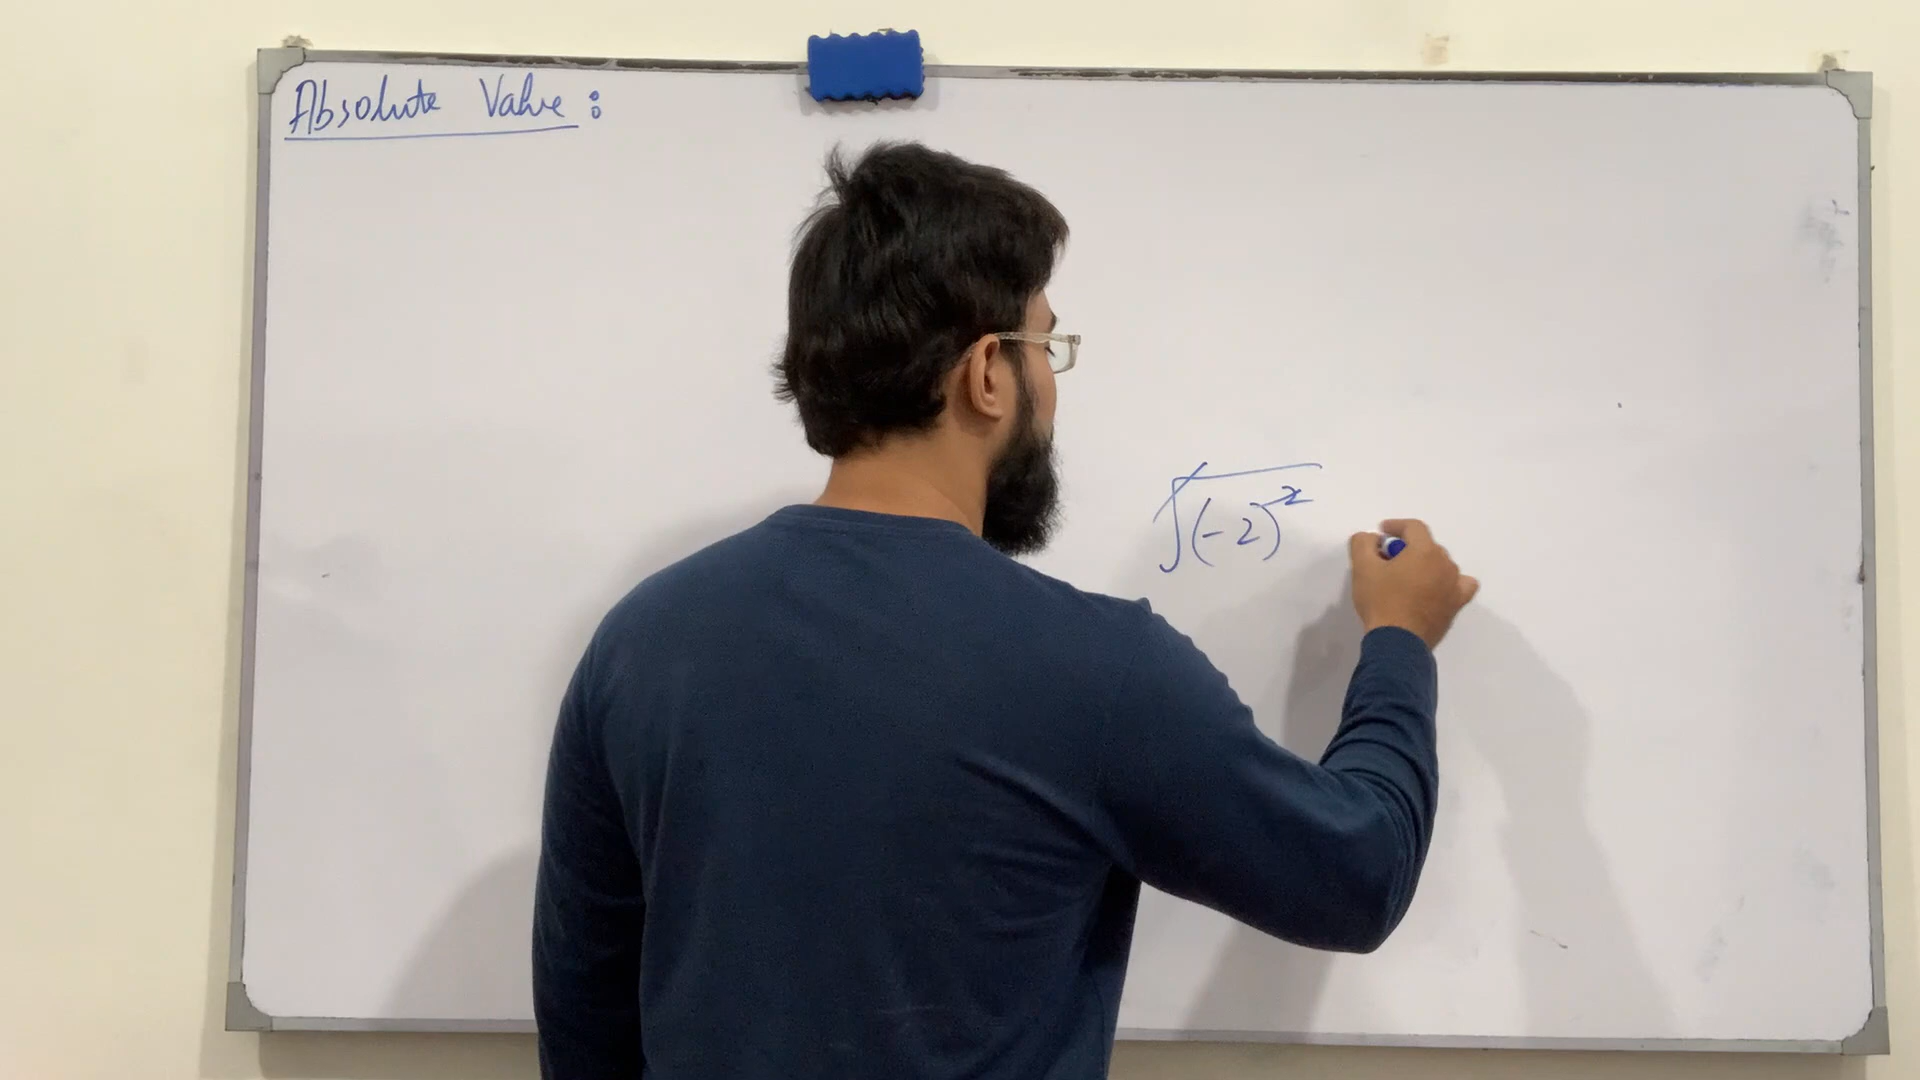 Absolute Value :
√(-2)²